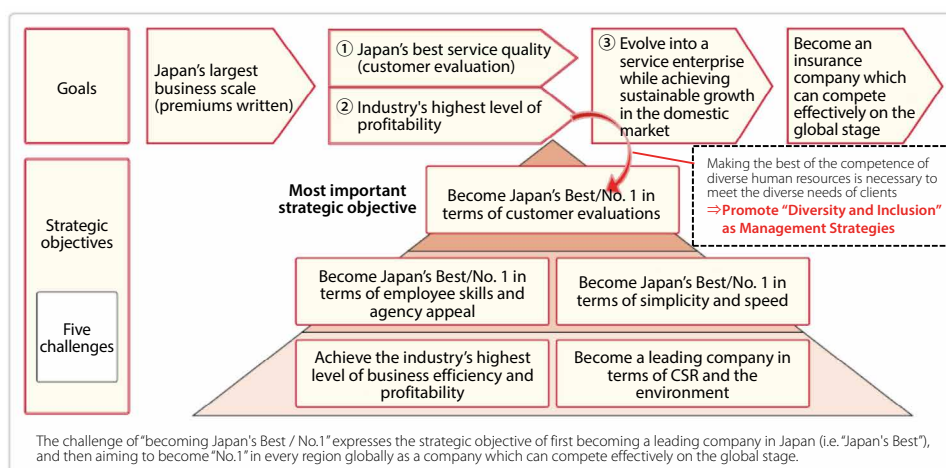 Goals
Japan’s largest
business scale
(premiums written)
① Japan’s best service quality
(customer evaluation)
② Industry's highest level of
profitability
③ Evolve into a
service enterprise
while achieving
sustainable growth
in the domestic
market
Become an
insurance
company which
can compete
effectively on the
global stage
Making the best of the competence of
diverse human resources is necessary to
meet the diverse needs of clients
⇒Promote “Diversity and Inclusion”
as Management Strategies
Strategic
objectives
Five
challenges
Most important
strategic objective
Become Japan’s Best/No. 1 in
terms of customer evaluations
Become Japan’s Best/No. 1 in
terms of employee skills and
agency appeal
Become Japan’s Best/No. 1 in
terms of simplicity and speed
Achieve the industry’s highest
level of business efficiency and
profitability
Become a leading company in
terms of CSR and the
environment
The challenge of “becoming Japan's Best / No.1” expresses the strategic objective of first becoming a leading company in Japan (i.e. “Japan's Best”),
and then aiming to become “No.1” in every region globally as a company which can compete effectively on the global stage.